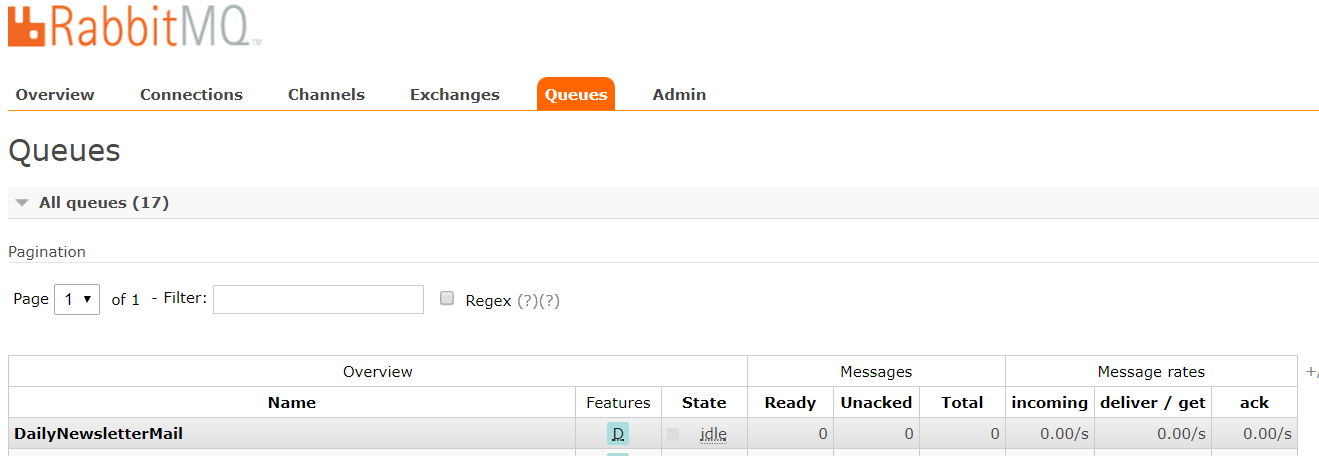 RabbitMQ™
Overview Connections Channels Exchanges Queues Admin
Queues
All queues (17)
Pagination
Page 1 of 1 - Filter: Regex (?)(?)
Overview Messages Message rates +/
Name Features State Ready Unacked Total incoming deliver / get ack
DailyNewsletterMail D idle 0 0 0 0.00/s 0.00/s 0.00/s